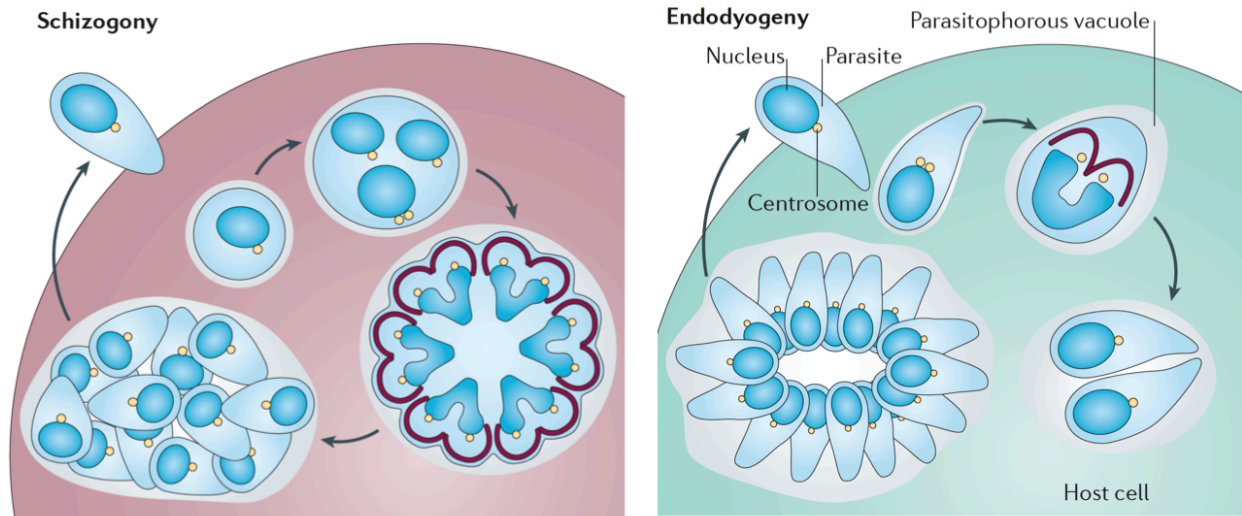 Schizogony
Endodyogeny
Parasitophorous vacuole
Nucleus
Parasite
Centrosome
Host cell